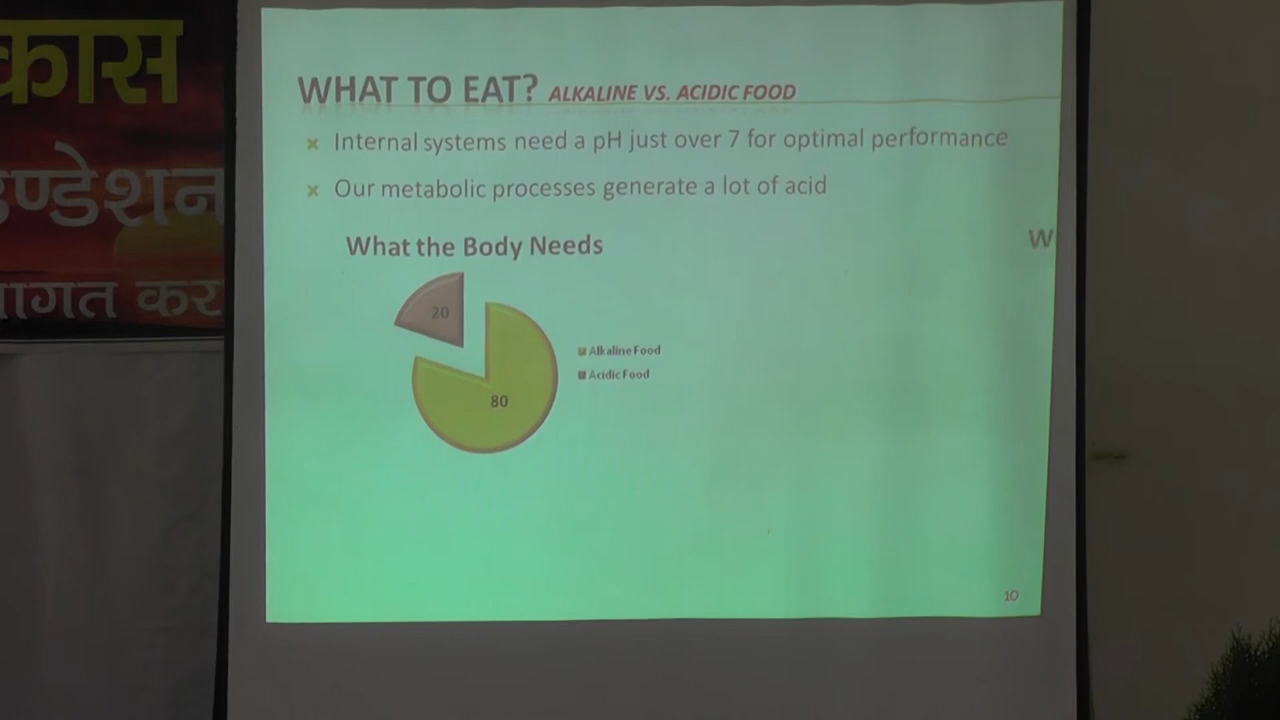 कास
ण्डेशन
ागत कर
WHAT TO EAT? ALKALINE VS. ACIDIC FOOD
Internal systems need a pH just over 7 for optimal performance
Our metabolic processes generate a lot of acid
What the Body Needs
W
20
80
Alkaline Food
Acidic Food
10